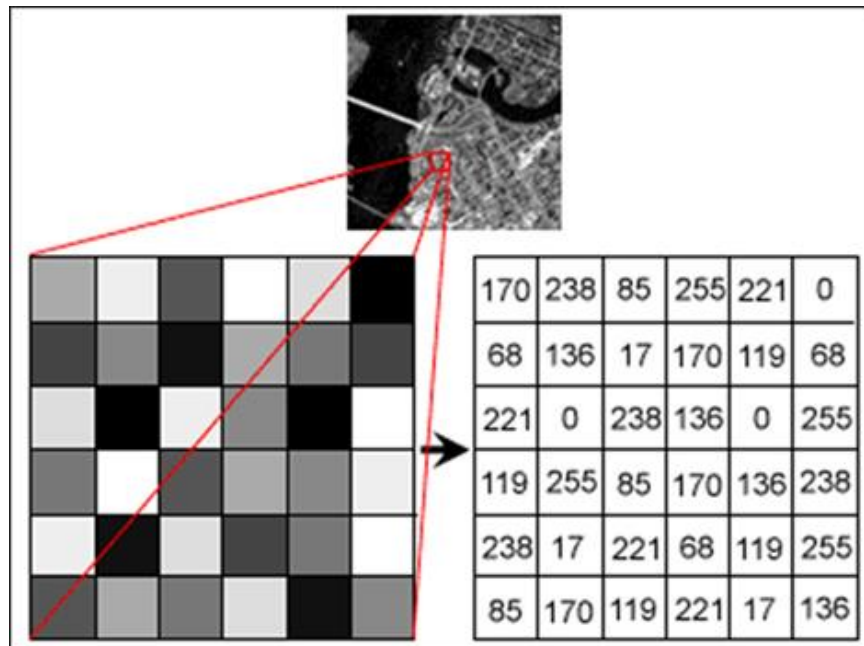 170 238 85 255 221 0
68 136 17 170 119 68
221 0 238 136 0 255
119 255 85 170 136 238
238 17 221 68 119 255
85 170 119 221 17 136